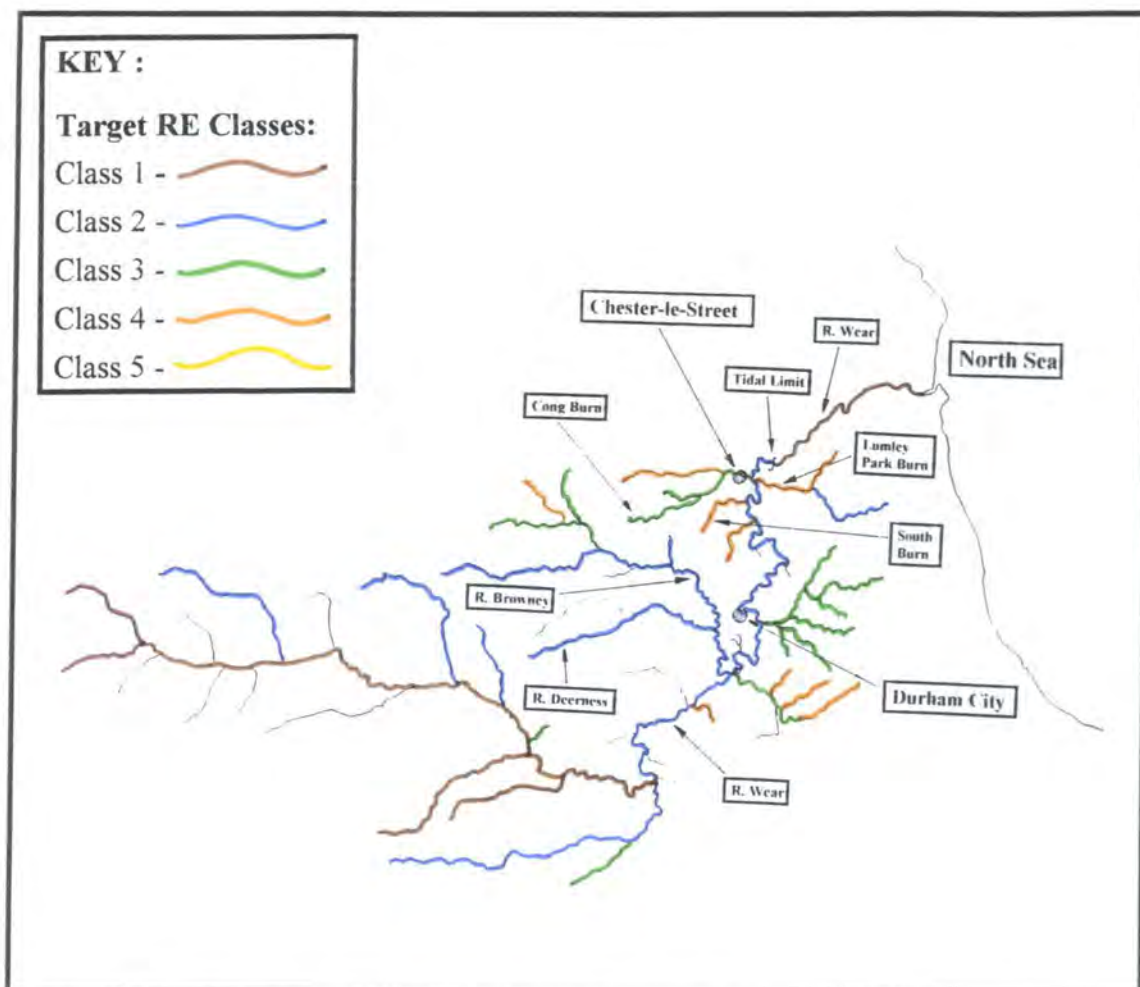 KEY :
Target RE Classes:
Class 1 -
Class 2 -
Class 3 -
Class 4 -
Class 5 -
Chester-le-Street
R. Wear
North Sea
Tidal Limit
Cong Burn
Lumley
Park Burn
South
Burn
R. Browney
R. Deerness
Durham City
R. Wear